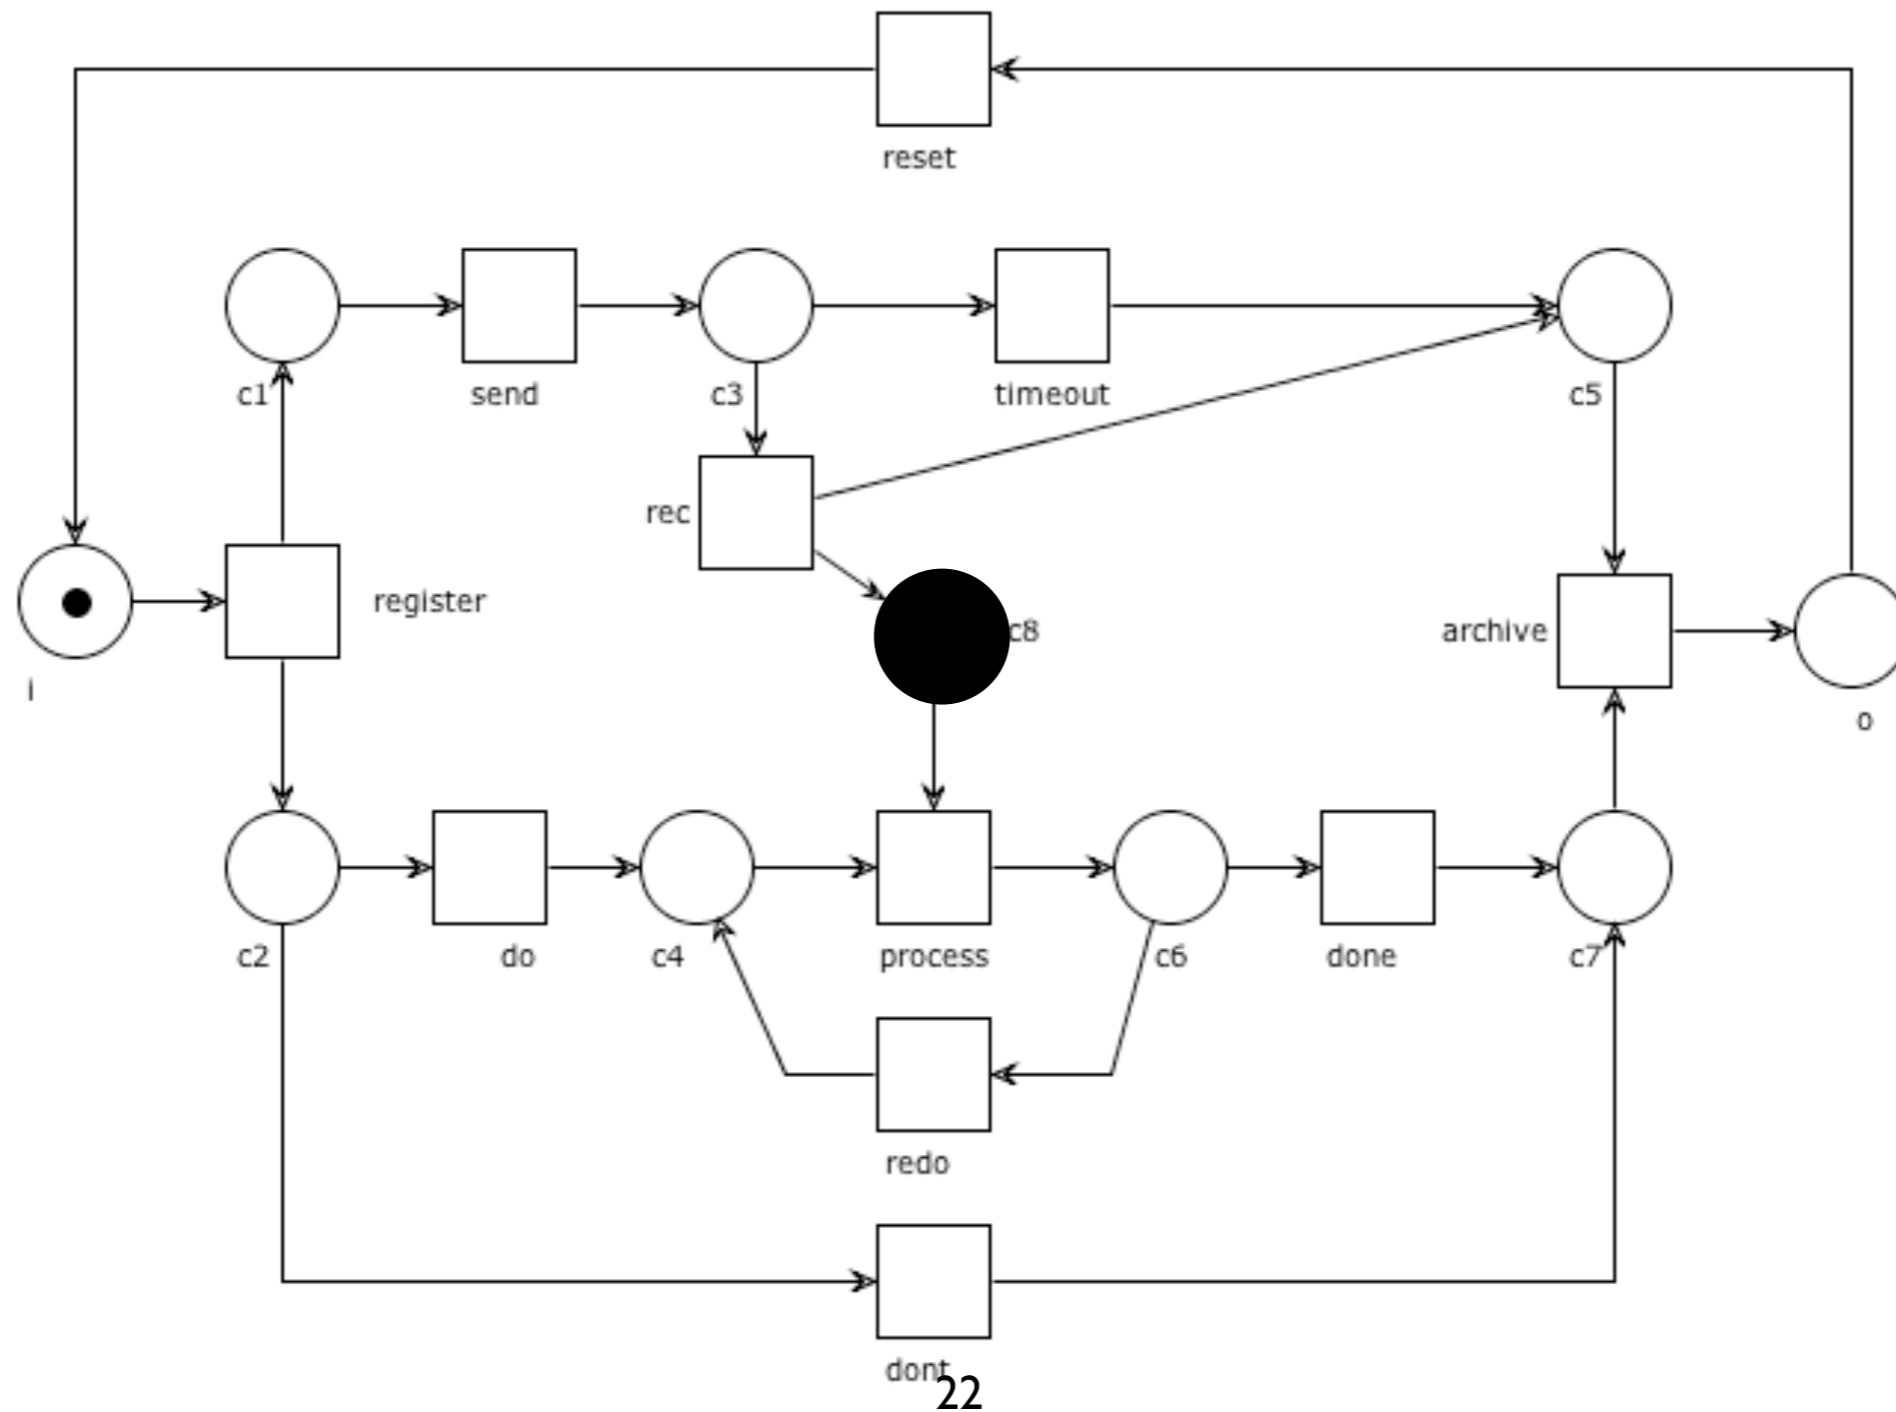 reset
c1
send
c3
timeout
c5
rec
register
c8
archive
i
o
c2
do
c4
process
c6
done
c7
redo
dont
22